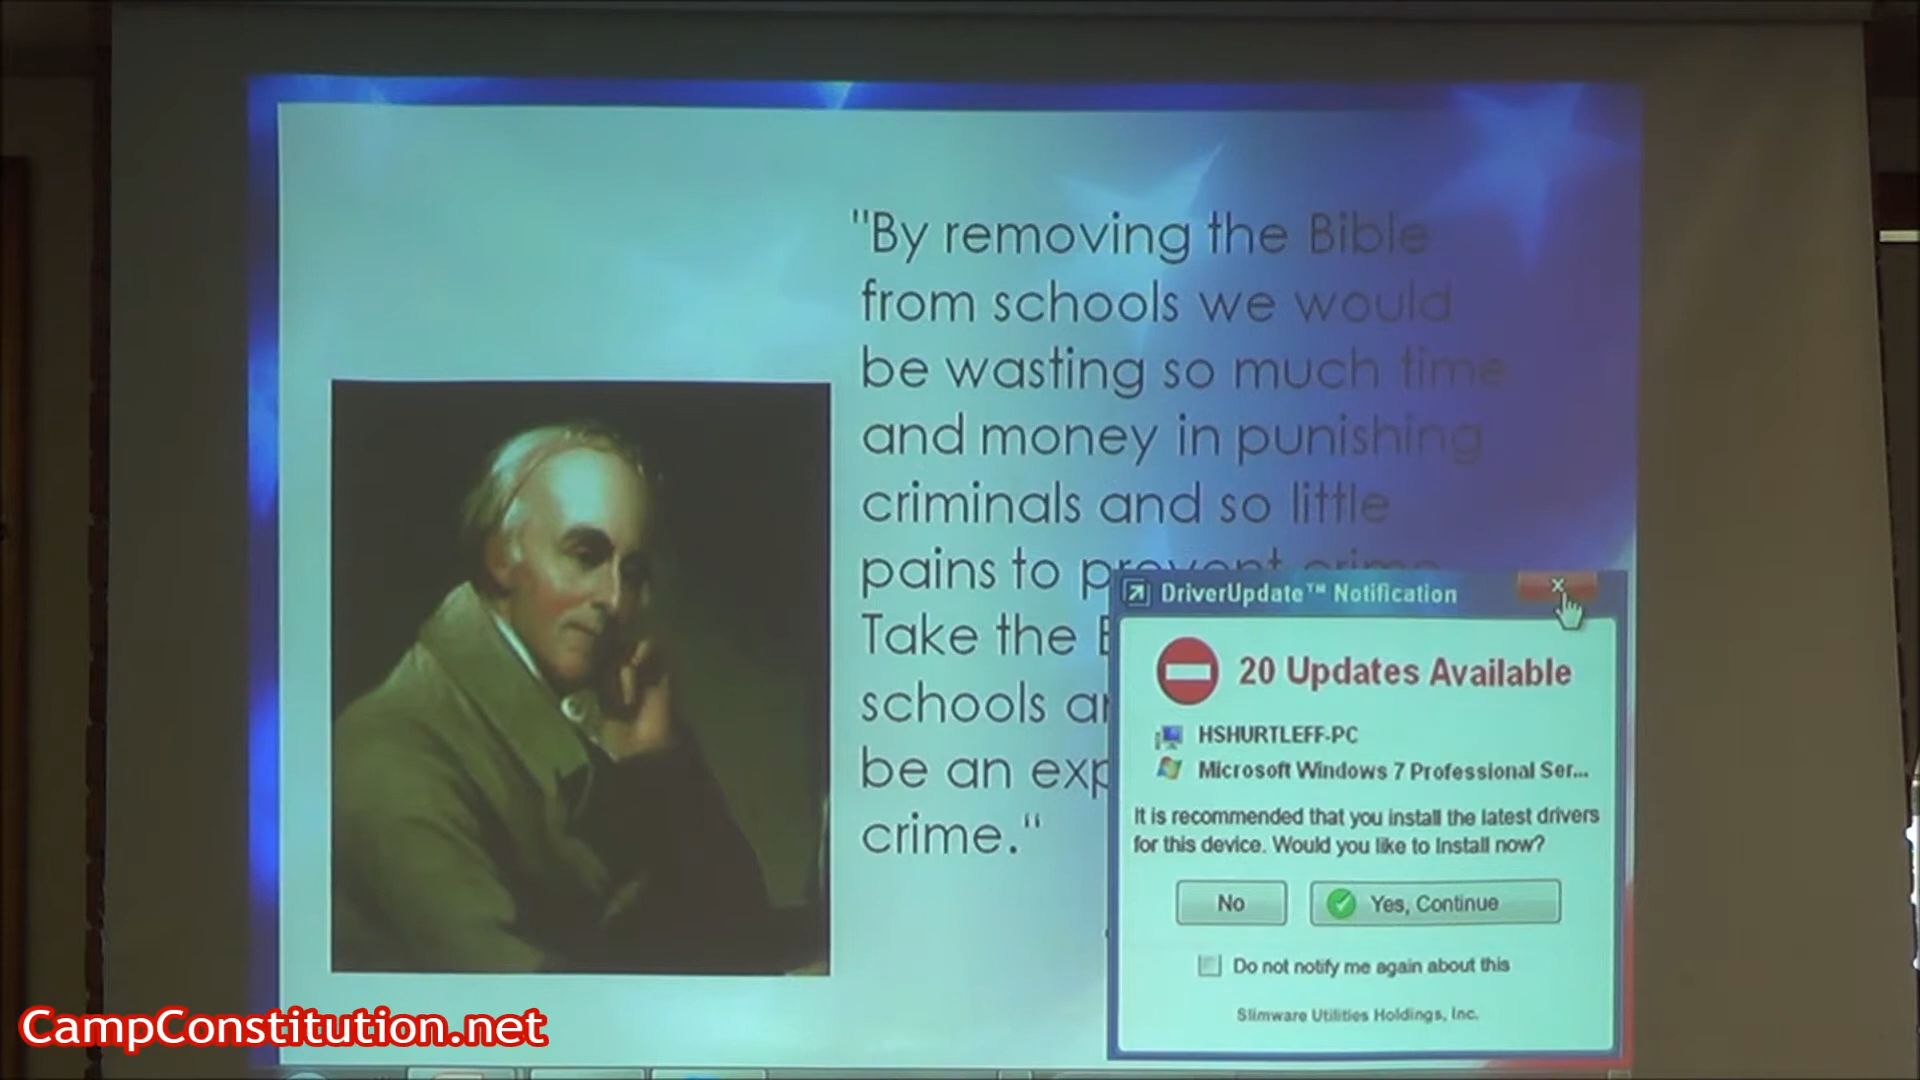 "By removing the Bible
from schools we would
be wasting so much time
and money in punishing
criminals and so little
pains to prevent crime.
Take the
schools
be an
crime."
DriverUpdate™ Notification
x
20 Updates Available
HSHURTLEFF-PC
Microsoft Windows 7 Professional Ser...
It is recommended that you install the latest drivers
for this device. Would you like to Install now?
No
Yes, Continue
Do not notify me again about this
Slimware Utilities Holdings, Inc.
CampConstitution.net